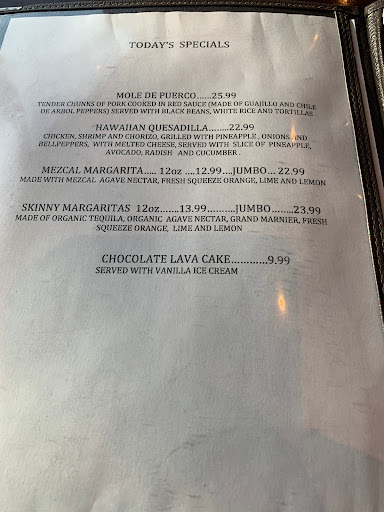 TODAY'S SPECIALS
MOLE DE PUERCO......25.99
TENDER CHUNKS OF PORK COOKED IN RED SAUCE (MADE OF GUAJILLO AND CHILE
DE ARBOL PEPPERS) SERVED WITH BLACK BEANS, WHITE RICE AND TORTILLAS
HAWAIIAN QUESADILLA........22.99
CHICKEN, SHRIMP AND CHORIZO, GRILLED WITH PINEAPPLE , ONIONS AND
BELLPEPPERS, WITH MELTED CHEESE, SERVED WITH SLICE OF PINEAPPLE,
AVOCADO, RADISH AND CUCUMBER .
MEZCAL MARGARITA..... 12oz ....12.99....JUMBO... 22.99
MADE WITH MEZCAL AGAVE NECTAR, FRESH SQUEEZE ORANGE, LIME AND LEMON
SKINNY MARGARITAS 12oz.......13.99..........JUMBO........23.99
MADE OF ORGANIC TEQUILA, ORGANIC AGAVE NECTAR, GRAND MARNIER, FRESH
SQUEEZE ORANGE, LIME AND LEMON
CHOCOLATE LAVA CAKE............9.99
SERVED WITH VANILLA ICE CREAM